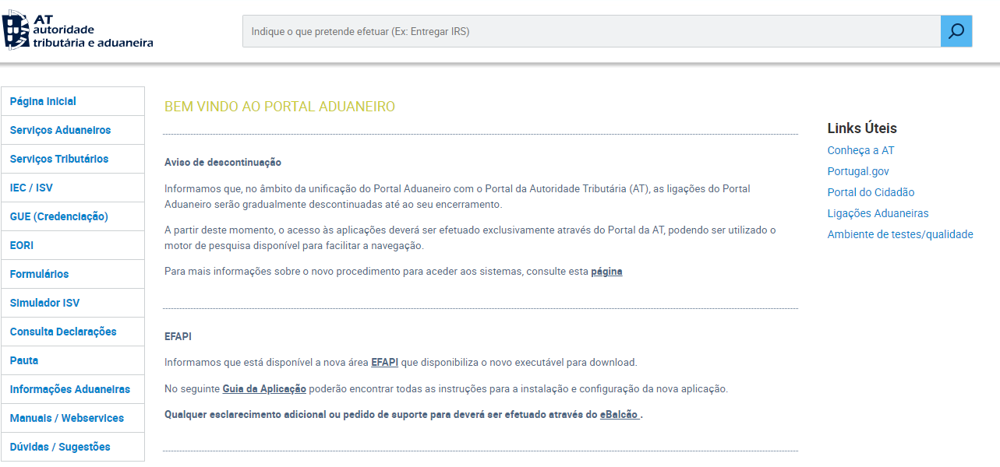 AT
autoridade
tributária e aduaneira
Indique o que pretende efetuar (Ex: Entregar IRS)
Página Inicial
Serviços Aduaneiros
Serviços Tributários
IEC / ISV
GUE (Credenciação)
EORI
Formulários
Simulador ISV
Consulta Declarações
Pauta
Informações Aduaneiras
Manuais / Webservices
Dúvidas / Sugestões
BEM VINDO AO PORTAL ADUANEIRO
Aviso de descontinuação
Informamos que, no âmbito da unificação do Portal Aduaneiro com o Portal da Autoridade Tributária (AT), as ligações do Portal
Aduaneiro serão gradualmente descontinuadas até ao seu encerramento.
A partir deste momento, o acesso às aplicações deverá ser efetuado exclusivamente através do Portal da AT, podendo ser utilizado o
motor de pesquisa disponível para facilitar a navegação.
Para mais informações sobre o novo procedimento para aceder aos sistemas, consulte esta página
EFAPI
Informamos que está disponível a nova área EFAPI que disponibiliza o novo executável para download.
No seguinte Guia da Aplicação poderão encontrar todas as instruções para a instalação e configuração da nova aplicação.
Qualquer esclarecimento adicional ou pedido de suporte para deverá ser efetuado através do eBalcão .
Links Úteis
Conheça a AT
Portugal.gov
Portal do Cidadão
Ligações Aduaneiras
Ambiente de testes/qualidade